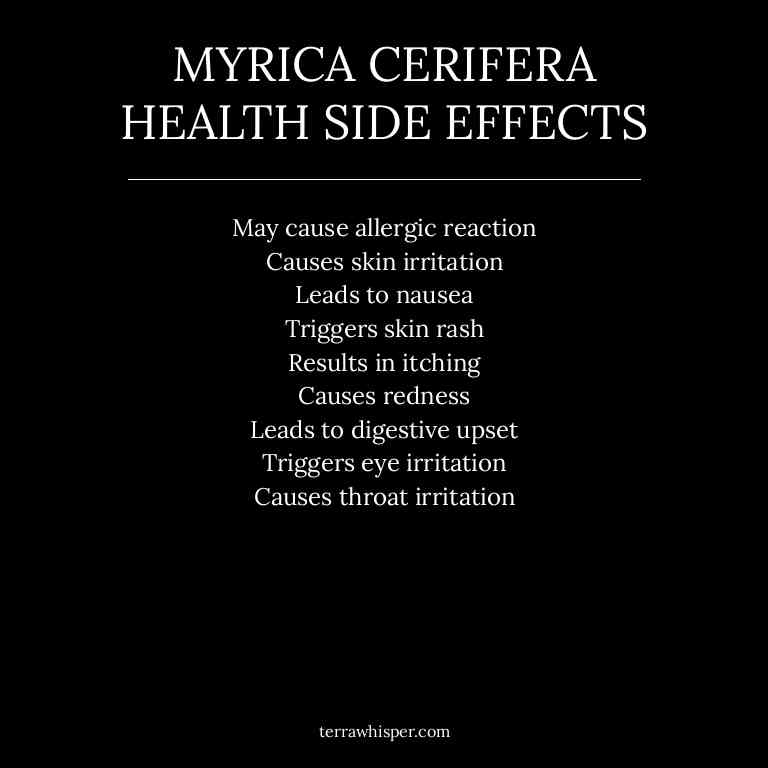 MYRICA CERIFERA
HEALTH SIDE EFFECTS
May cause allergic reaction
Causes skin irritation
Leads to nausea
Triggers skin rash
Results in itching
Causes redness
Leads to digestive upset
Triggers eye irritation
Causes throat irritation
terrawhisper.com